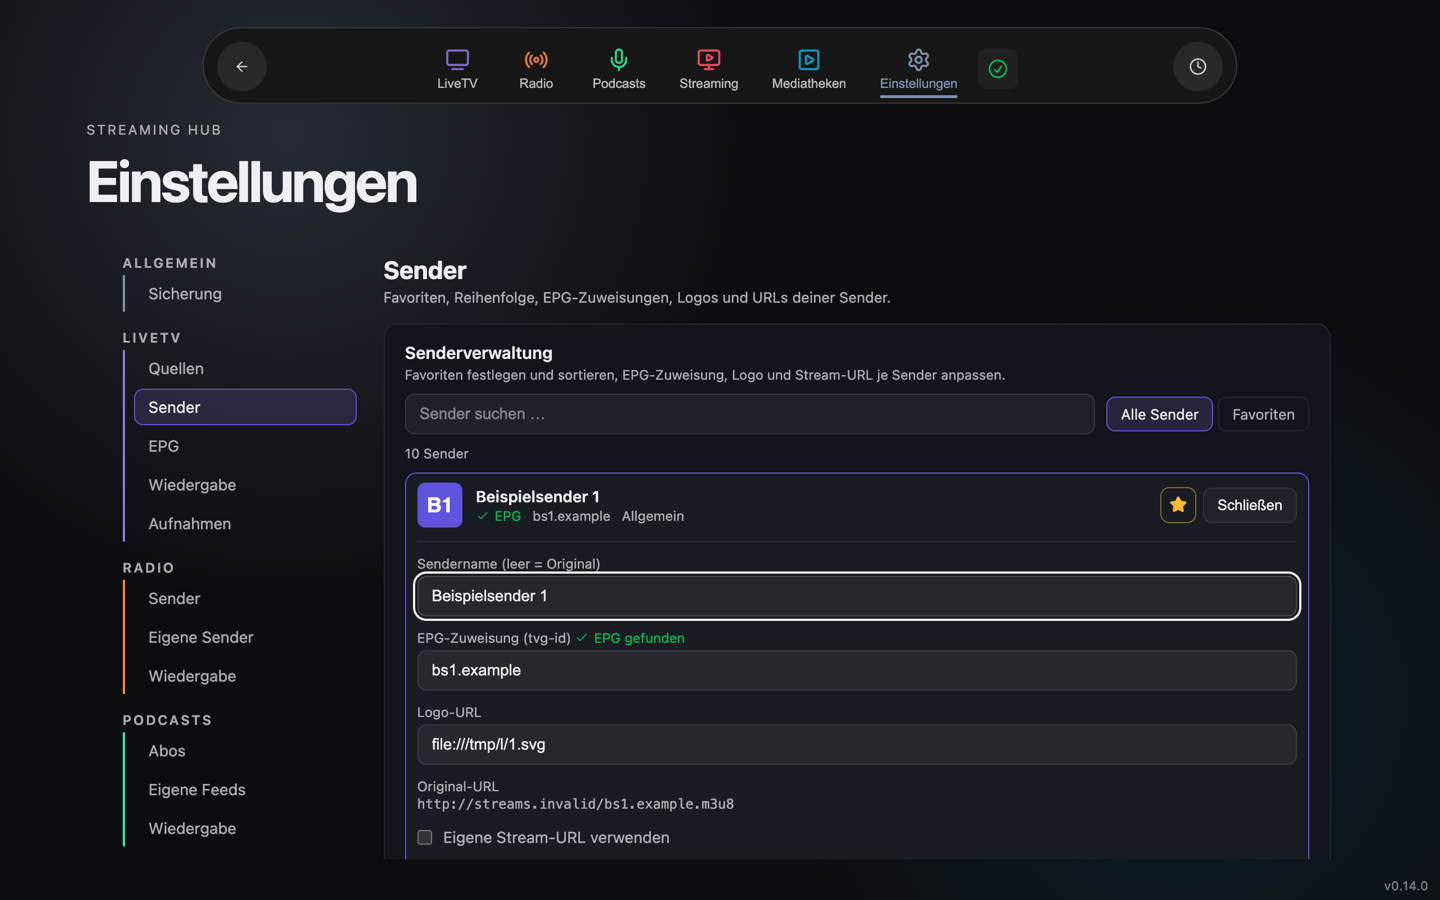 LiveTV
Radio
Podcasts
Streaming
Mediatheken
Einstellungen
STREAMING HUB
Einstellungen
ALLGEMEIN
Sicherung
LIVETV
Quellen
Sender
EPG
Wiedergabe
Aufnahmen
RADIO
Sender
Eigene Sender
Wiedergabe
PODCASTS
Abos
Eigene Feeds
Wiedergabe
Sender
Favoriten, Reihenfolge, EPG-Zuweisungen, Logos und URLs deiner Sender.
Senderverwaltung
Favoriten festlegen und sortieren, EPG-Zuweisung, Logo und Stream-URL je Sender anpassen.
Sender suchen ...
Alle Sender
Favoriten
10 Sender
B1
Beispielsender 1
✓ EPG bs1.example Allgemein
Schließen
Sendername (leer = Original)
Beispielsender 1
EPG-Zuweisung (tvg-id) ✓ EPG gefunden
bs1.example
Logo-URL
file:///tmp/l/1.svg
Original-URL
http://streams.invalid/bs1.example.m3u8
Eigene Stream-URL verwenden
v0.14.0